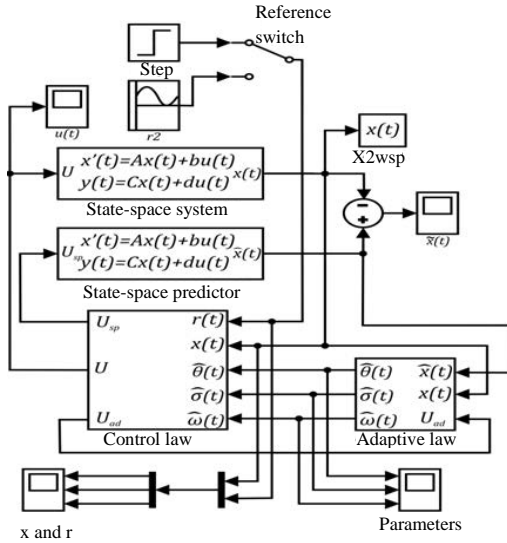 Reference
switch
Step
r2
u(t)
x(t)
X2wsp
U x'(t)=Ax(t)+bu(t) x(t)
y(t)=Cx(t)+du(t)
State-space system
x̃(t)
U_sp x'(t)=Ax(t)+bu(t) x̂(t)
y(t)=Cx(t)+du(t)
State-space predictor
U_sp r(t)
x(t)
U θ̂(t)
σ̂(t)
U_ad ω̂(t)
Control law
θ̂(t) x̂(t)
σ̂(t) x(t)
ω̂(t) U_ad
Adaptive law
x and r
Parameters